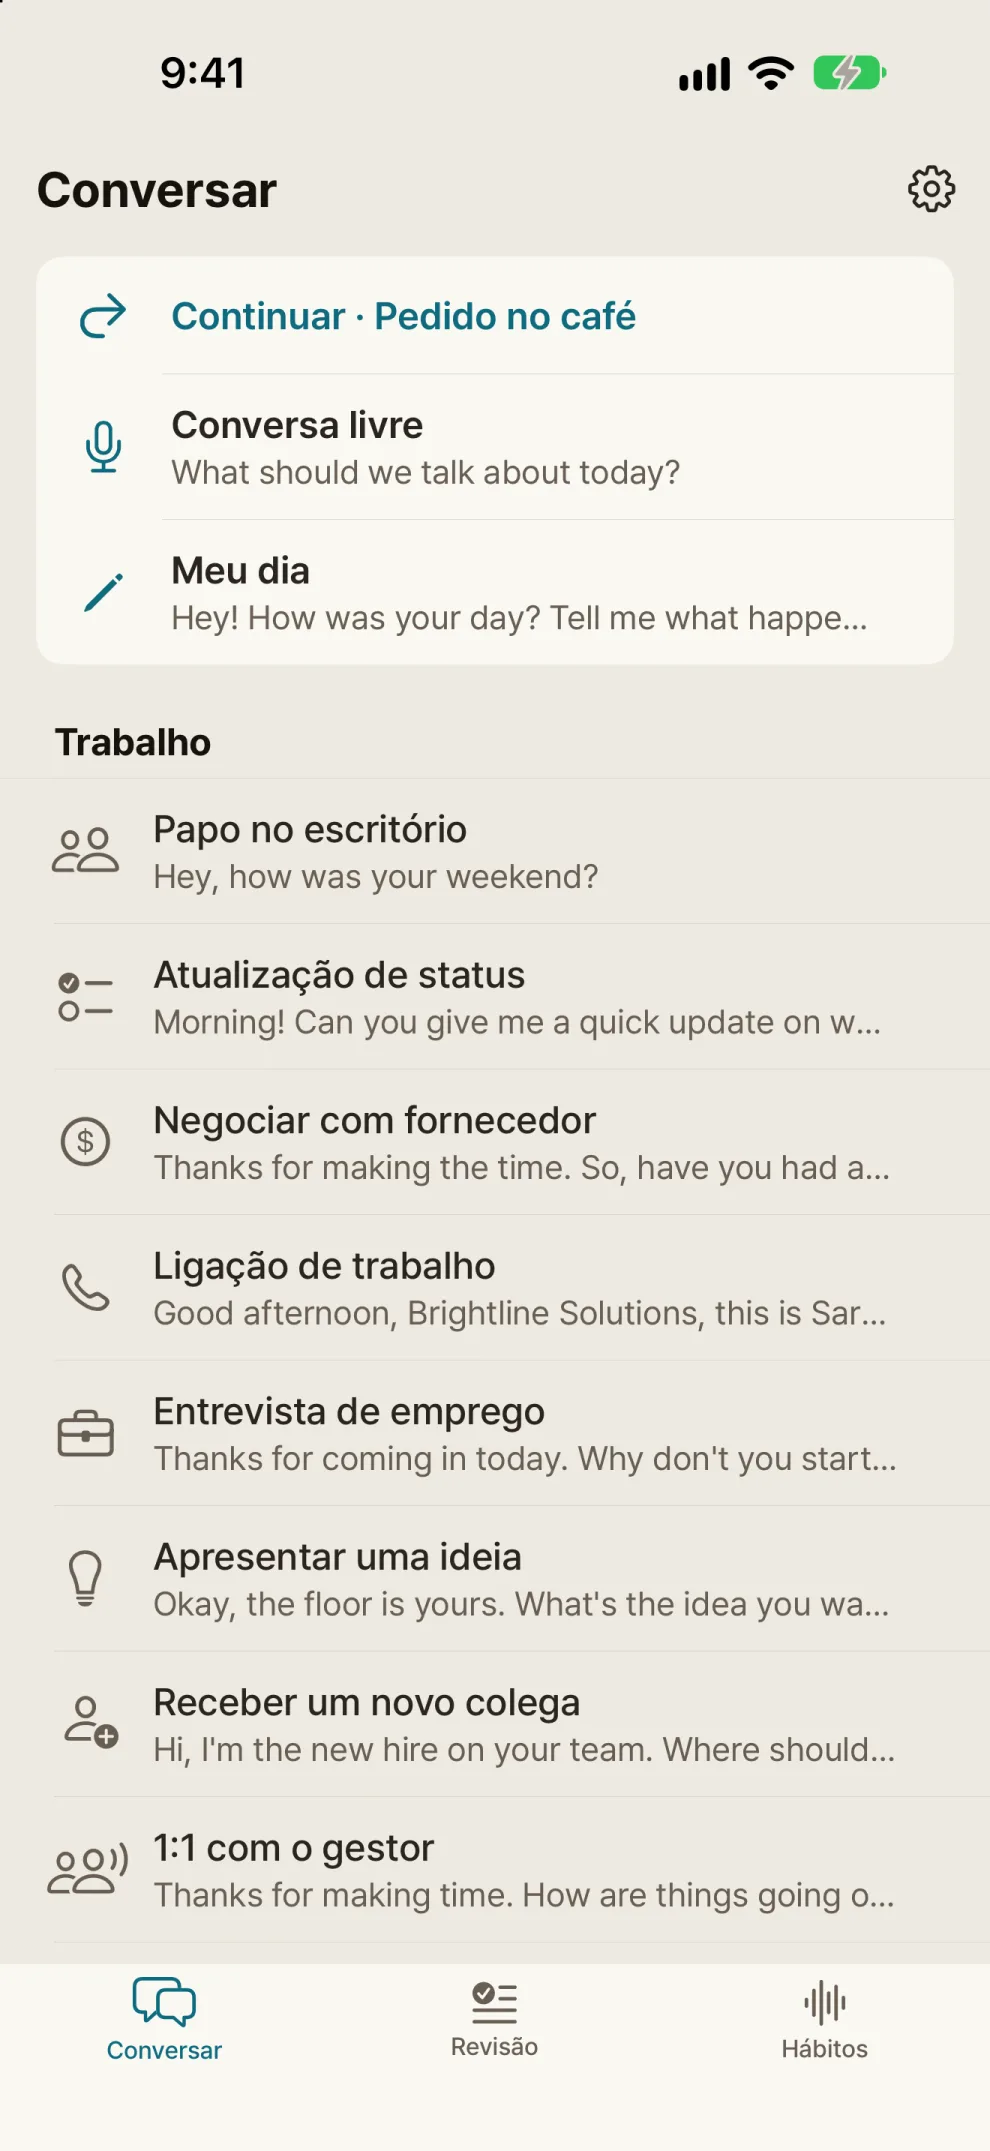 9:41
Conversar
Continuar · Pedido no café
Conversa livre
What should we talk about today?
Meu dia
Hey! How was your day? Tell me what happe...
Trabalho
Papo no escritório
Hey, how was your weekend?
Atualização de status
Morning! Can you give me a quick update on w...
Negociar com fornecedor
Thanks for making the time. So, have you had a...
Ligação de trabalho
Good afternoon, Brightline Solutions, this is Sar...
Entrevista de emprego
Thanks for coming in today. Why don't you start...
Apresentar uma ideia
Okay, the floor is yours. What's the idea you wa...
Receber um novo colega
Hi, I'm the new hire on your team. Where should...
1:1 com o gestor
Thanks for making time. How are things going o...
Conversar
Revisão
Hábitos